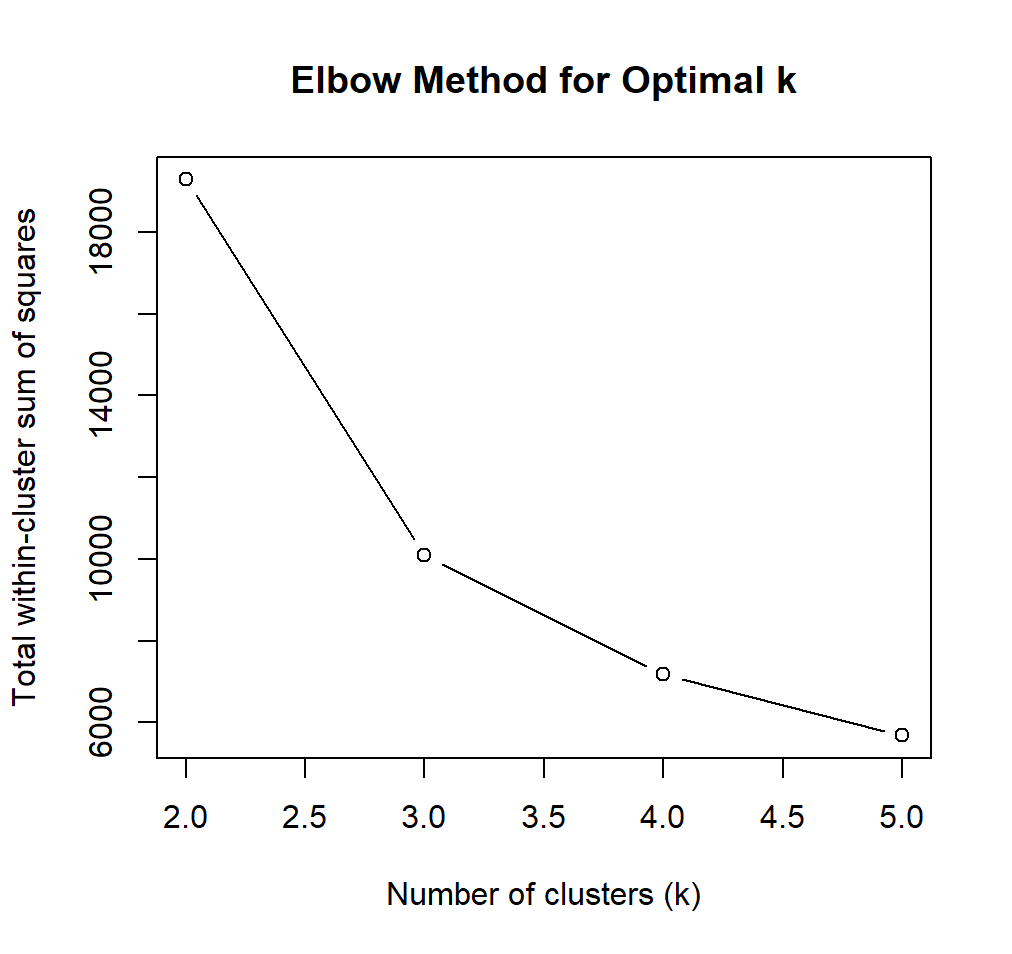 Elbow Method for Optimal k
Total within-cluster sum of squares
18000
14000
10000
6000
2.0 2.5 3.0 3.5 4.0 4.5 5.0
Number of clusters (k)